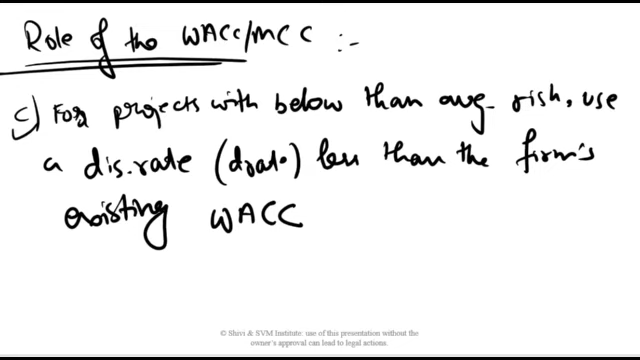 Role of the WACC/MCC :-
c) For projects with below than avg. risk, use
a dis.rate (drate) less than the firm's
existing WACC
© Shivi & SVM Institute: use of this presentation without the
owner's approval can lead to legal actions.